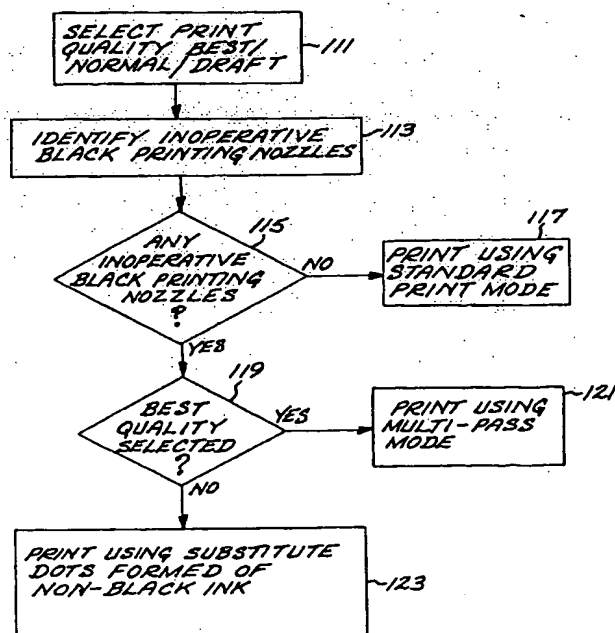 SELECT PRINT
QUALITY BEST/
NORMAL/DRAFT
111
IDENTIFY INOPERATIVE
BLACK PRINTING NOZZLES
113
115
ANY
INOPERATIVE
BLACK PRINTING
NOZZLES
?
NO
117
PRINT USING
STANDARD
PRINT MODE
YES
119
BEST
QUALITY
SELECTED
?
YES
121
PRINT USING
MULTI-PASS
MODE
NO
PRINT USING SUBSTITUTE
DOTS FORMED OF
NON-BLACK INK
123